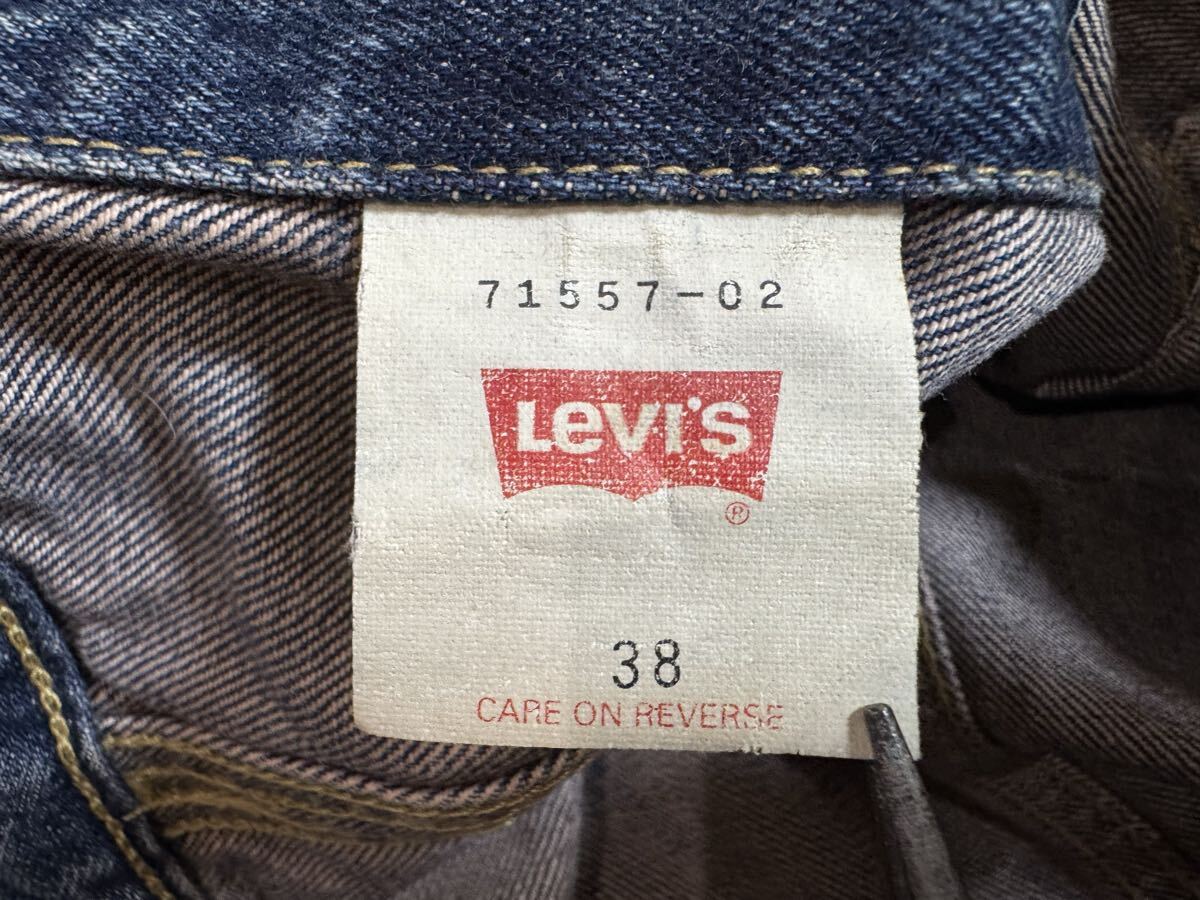 71557-02
LEVI'S
®
38
CARE ON REVERSE